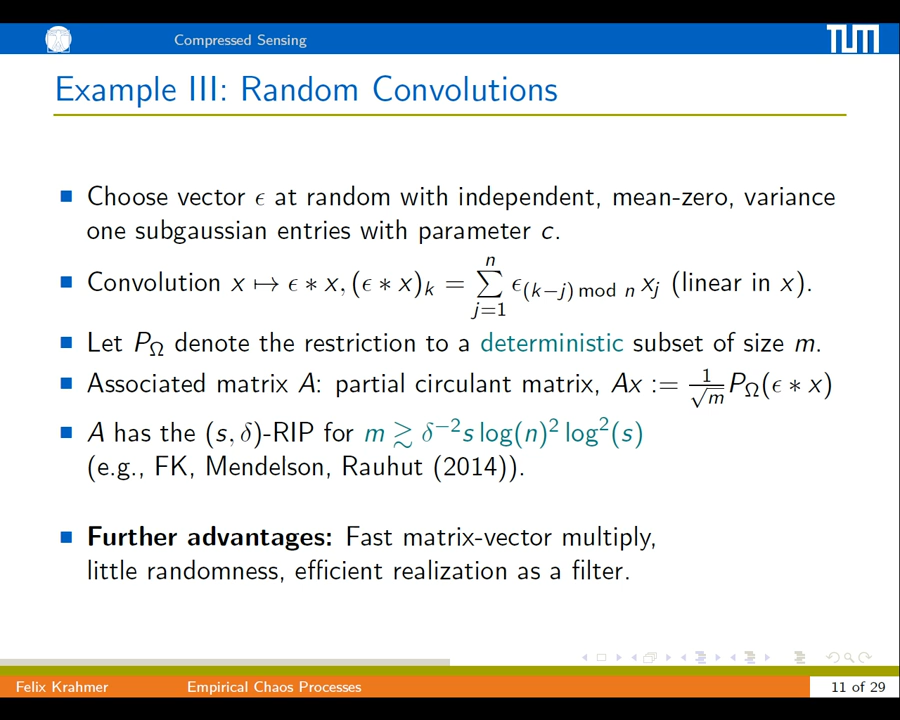 Compressed Sensing
TUM
Example III: Random Convolutions
Choose vector ϵ at random with independent, mean-zero, variance
one subgaussian entries with parameter c.
Convolution x ↦ ϵ ∗ x, (ϵ ∗ x)_k = ∑_{j=1}^{n} ϵ_{(k−j) mod n} x_j (linear in x).
Let P_Ω denote the restriction to a deterministic subset of size m.
Associated matrix A: partial circulant matrix, Ax := 1/√m P_Ω(ϵ ∗ x)
A has the (s, δ)-RIP for m ≳ δ^{−2} s log(n)^2 log^2(s)
(e.g., FK, Mendelson, Rauhut (2014)).
Further advantages: Fast matrix-vector multiply,
little randomness, efficient realization as a filter.
Felix Krahmer
Empirical Chaos Processes
11 of 29